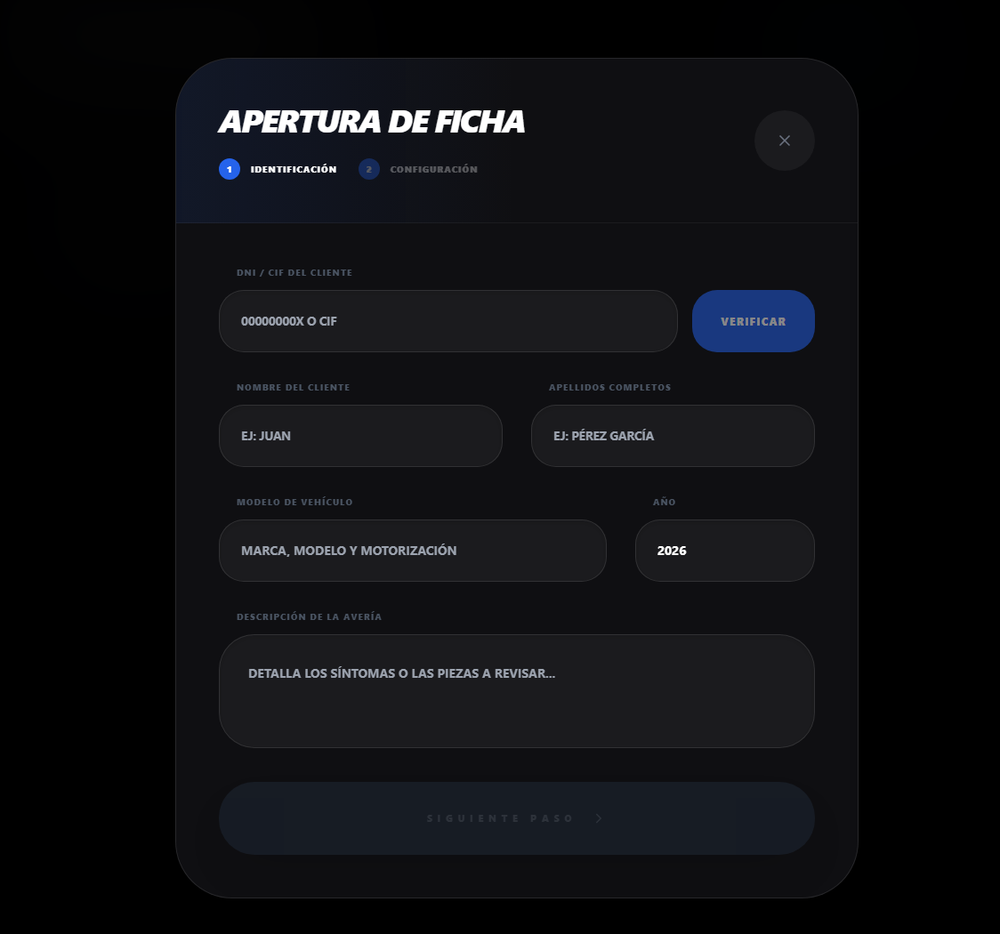 APERTURA DE FICHA
1 IDENTIFICACIÓN 2 CONFIGURACIÓN
DNI / CIF DEL CLIENTE
00000000X O CIF VERIFICAR
NOMBRE DEL CLIENTE APELLIDOS COMPLETOS
EJ: JUAN EJ: PÉREZ GARCÍA
MODELO DE VEHÍCULO AÑO
MARCA, MODELO Y MOTORIZACIÓN 2026
DESCRIPCIÓN DE LA AVERÍA
DETALLA LOS SÍNTOMAS O LAS PIEZAS A REVISAR...
SIGUIENTE PASO